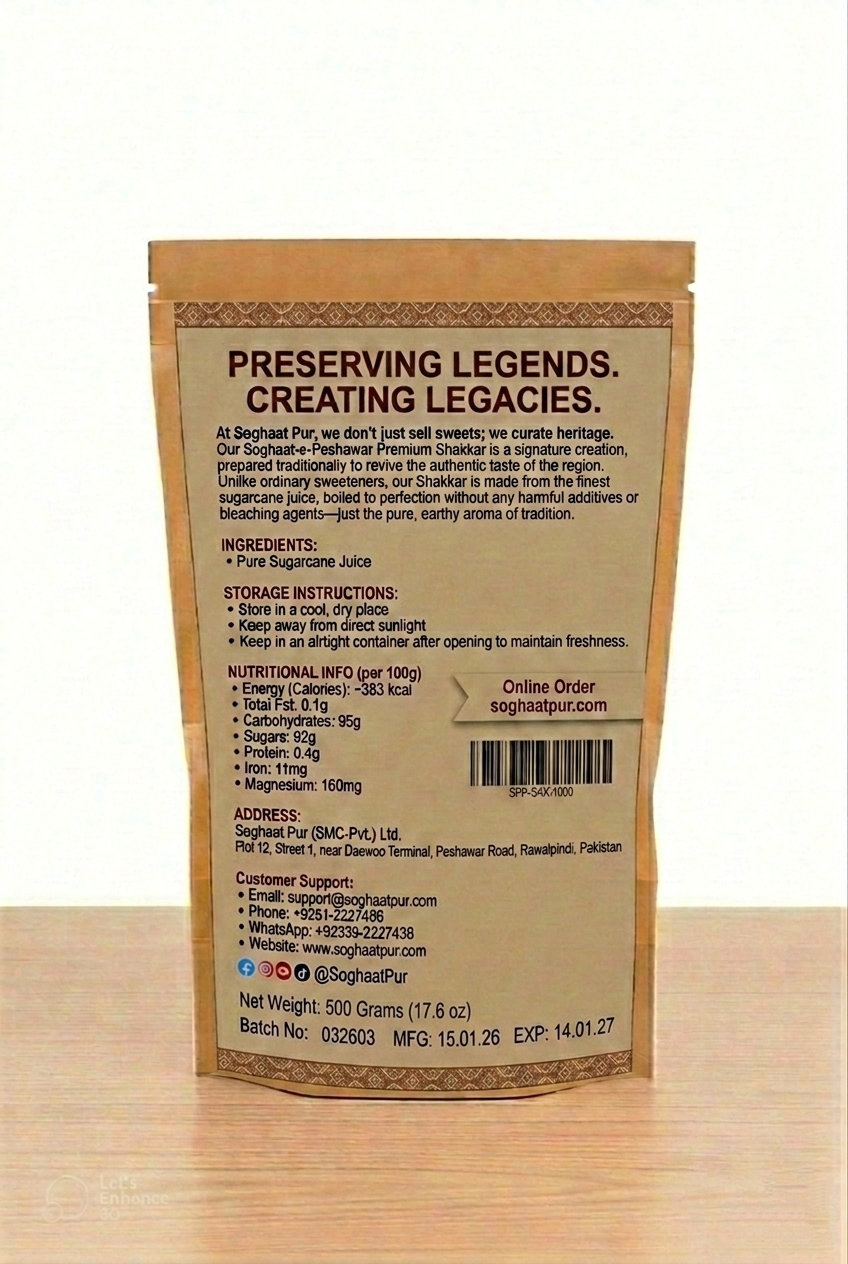 PRESERVING LEGENDS.
CREATING LEGACIES.
At Seghaat Pur, we don't just sell sweets; we curate heritage.
Our Soghaat-e-Peshawar Premium Shakkar is a signature creation,
prepared traditionally to revive the authentic taste of the region.
Unilke ordinary sweeteners, our Shakkar is made from the finest
sugarcane juice, boiled to perfection without any harmful additives or
bleaching agents—just the pure, earthy aroma of tradition.
INGREDIENTS:
• Pure Sugarcane Juice
STORAGE INSTRUCTIONS:
• Store in a cool, dry place
• Keep away from direct sunlight
• Keep in an alrtight container after opening to maintain freshness.
NUTRITIONAL INFO (per 100g)
• Energy (Calories): ~383 kcal
• Totai Fst. 0.1g
• Carbohydrates: 95g
• Sugars: 92g
• Protein: 0.4g
• Iron: 11mg
• Magnesium: 160mg
Online Order
soghaatpur.com
SPP-S4X/1000
ADDRESS:
Seghaat Pur (SMC-Pvt.) Ltd.
Plot 12, Street 1, near Daewoo Terminal, Peshawar Road, Rawalpindi, Pakistan
Customer Support:
• Email: support@soghaatpur.com
• Phone: +9251-2227486
• WhatsApp: +92339-2227438
• Website: www.soghaatpur.com
@SoghaatPur
Net Weight: 500 Grams (17.6 oz)
Batch No: 032603 MFG: 15.01.26 EXP: 14.01.27
Let's
Enhance